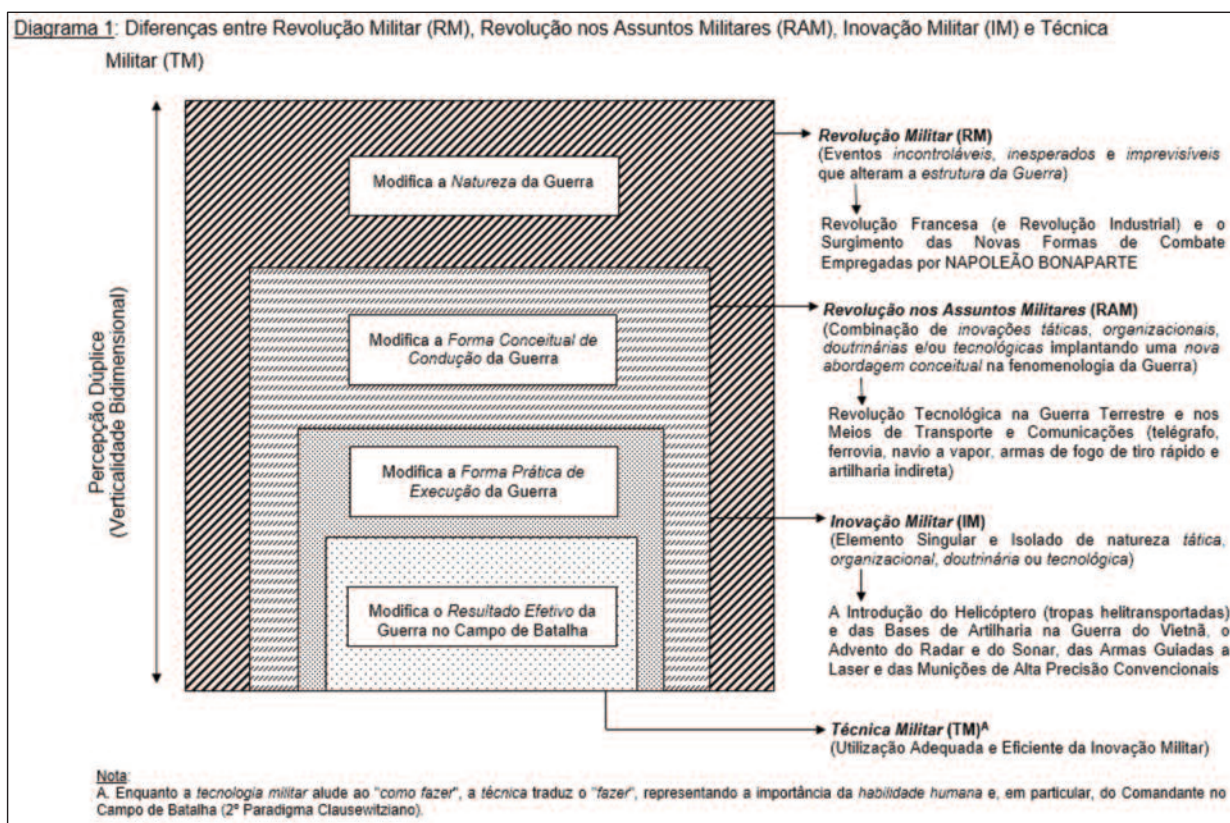 Diagrama 1: Diferenças entre Revolução Militar (RM), Revolução nos Assuntos Militares (RAM), Inovação Militar (IM) e Técnica
Militar (TM)
Percepção Dúplice
(Verticalidade Bidimensional)
Modifica a Natureza da Guerra
Modifica a Forma Conceitual de
Condução da Guerra
Modifica a Forma Prática de
Execução da Guerra
Modifica o Resultado Efetivo da
Guerra no Campo de Batalha
Revolução Militar (RM)
(Eventos incontroláveis, inesperados e imprevisíveis
que alteram a estrutura da Guerra)
Revolução Francesa (e Revolução Industrial) e o
Surgimento das Novas Formas de Combate
Empregadas por NAPOLEÃO BONAPARTE
Revolução nos Assuntos Militares (RAM)
(Combinação de inovações táticas, organizacionais,
doutrinárias e/ou tecnológicas implantando uma nova
abordagem conceitual na fenomenologia da Guerra)
Revolução Tecnológica na Guerra Terrestre e nos
Meios de Transporte e Comunicações (telégrafo,
ferrovia, navio a vapor, armas de fogo de tiro rápido e
artilharia indireta)
Inovação Militar (IM)
(Elemento Singular e Isolado de natureza tática,
organizacional, doutrinária ou tecnológica)
A Introdução do Helicóptero (tropas helitransportadas)
e das Bases de Artilharia na Guerra do Vietnã, o
Advento do Radar e do Sonar, das Armas Guiadas a
Laser e das Munições de Alta Precisão Convencionais
Técnica Militar (TM)ᴬ
(Utilização Adequada e Eficiente da Inovação Militar)
Nota:
A. Enquanto a tecnologia militar alude ao "como fazer", a técnica traduz o "fazer", representando a importância da habilidade humana e, em particular, do Comandante no
Campo de Batalha (2º Paradigma Clausewitziano).